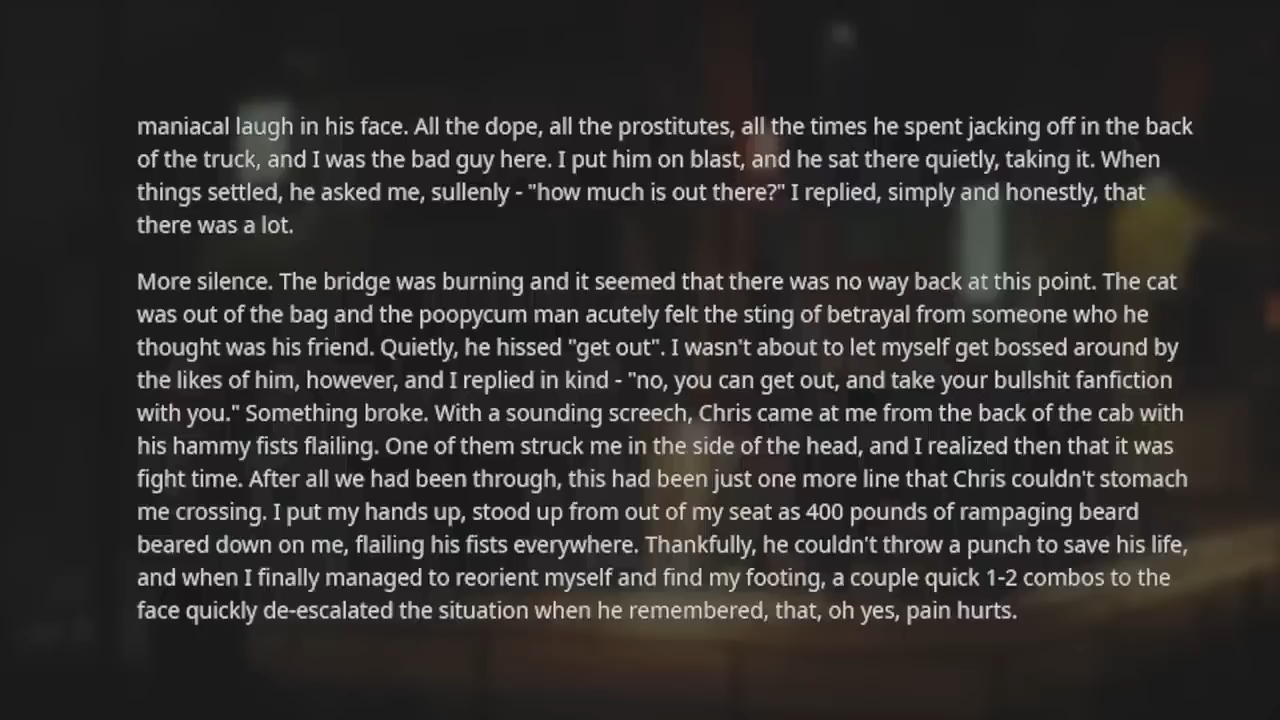 maniacal laugh in his face. All the dope, all the prostitutes, all the times he spent jacking off in the back
of the truck, and I was the bad guy here. I put him on blast, and he sat there quietly, taking it. When
things settled, he asked me, sullenly - "how much is out there?" I replied, simply and honestly, that
there was a lot.
More silence. The bridge was burning and it seemed that there was no way back at this point. The cat
was out of the bag and the poopycum man acutely felt the sting of betrayal from someone who he
thought was his friend. Quietly, he hissed "get out". I wasn't about to let myself get bossed around by
the likes of him, however, and I replied in kind - "no, you can get out, and take your bullshit fanfiction
with you." Something broke. With a sounding screech, Chris came at me from the back of the cab with
his hammy fists flailing. One of them struck me in the side of the head, and I realized then that it was
fight time. After all we had been through, this had been just one more line that Chris couldn't stomach
me crossing. I put my hands up, stood up from out of my seat as 400 pounds of rampaging beard
beared down on me, flailing his fists everywhere. Thankfully, he couldn't throw a punch to save his life,
and when I finally managed to reorient myself and find my footing, a couple quick 1-2 combos to the
face quickly de-escalated the situation when he remembered, that, oh yes, pain hurts.